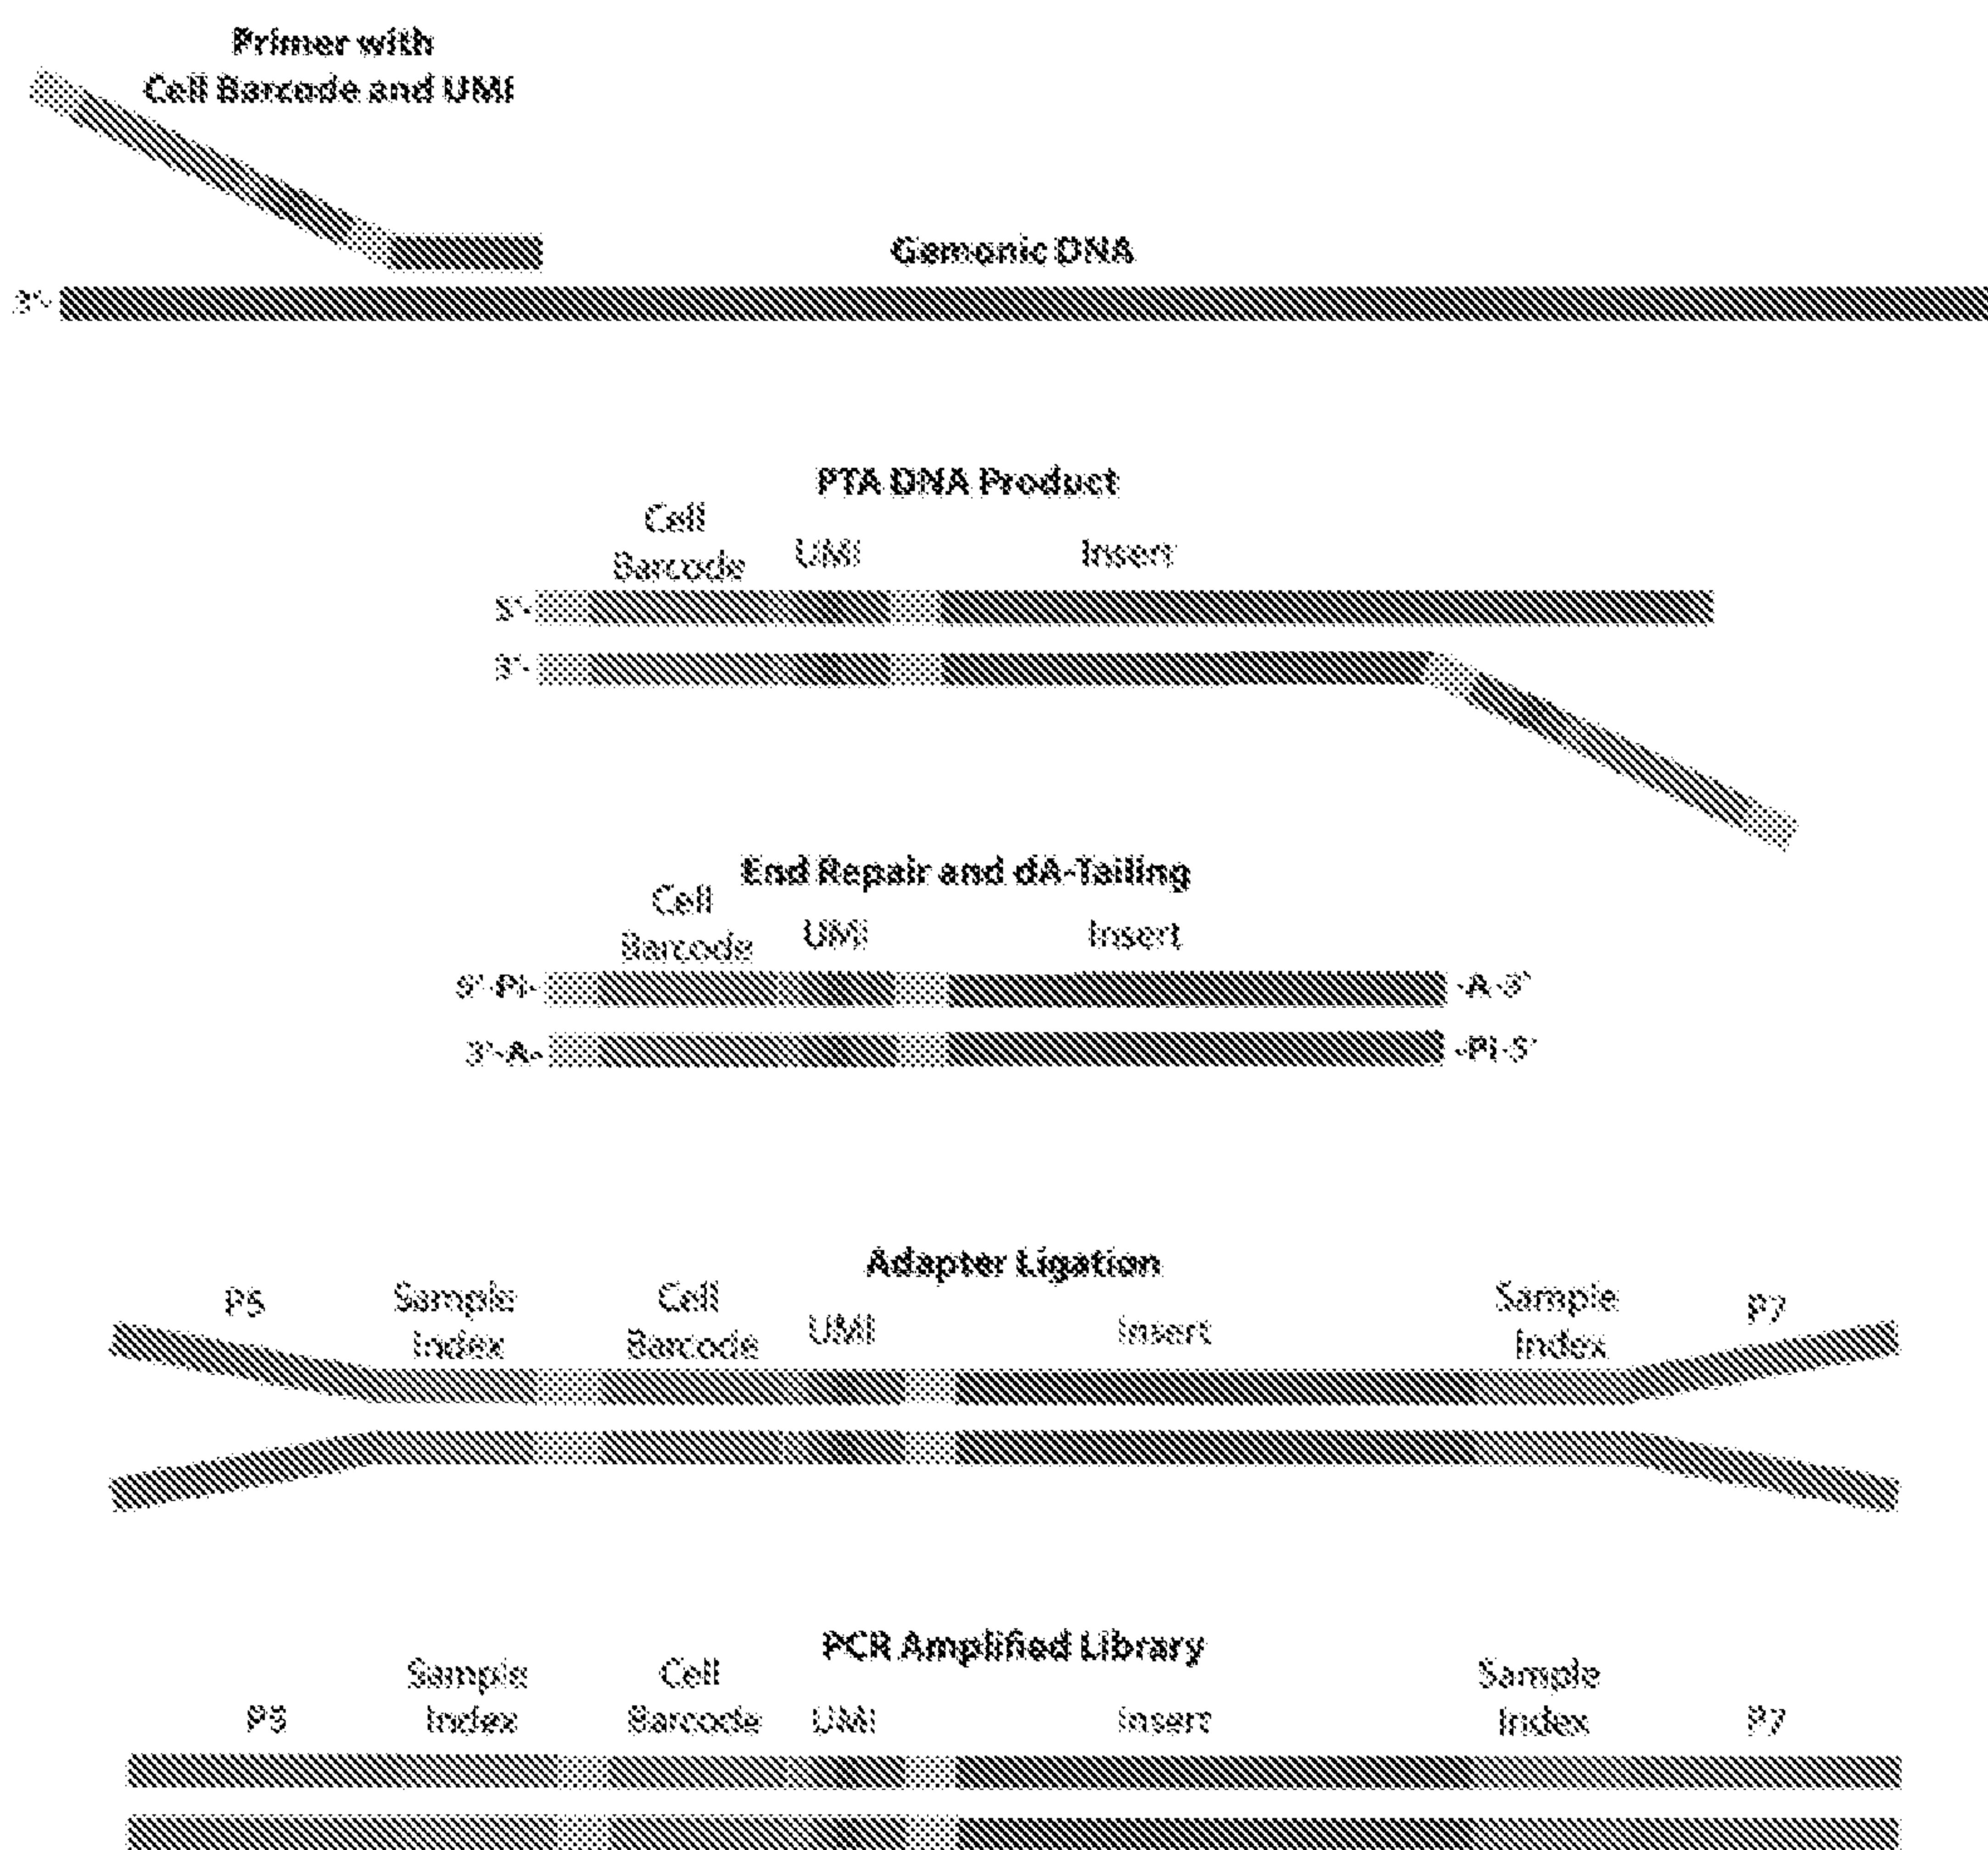 Primer with
Cell Barcode and UMI
Genomic DNA
3'-
PTA DNA Product
Cell
Barcode UMI Insert
5'-
3'-
End Repair and dA-Tailing
Cell
Barcode UMI Insert
5'-PI- -A-3'
3'-A- -PI-5'
Adapter Ligation
P5 Sample Cell Sample P7
Index Barcode UMI Insert Index
PCR Amplified Library
Sample Cell Sample
P5 Index Barcode UMI Insert Index P7